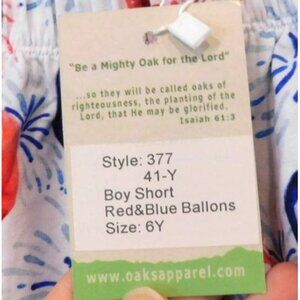 "Be a Mighty Oak for the Lord"
...so they will be called oaks of
righteousness, the planting of the
Lord, that He may be glorified.
Isaiah 61:3
Style: 377
41-Y
Boy Short
Red&Blue Ballons
Size: 6Y
www.oaksapparel.com